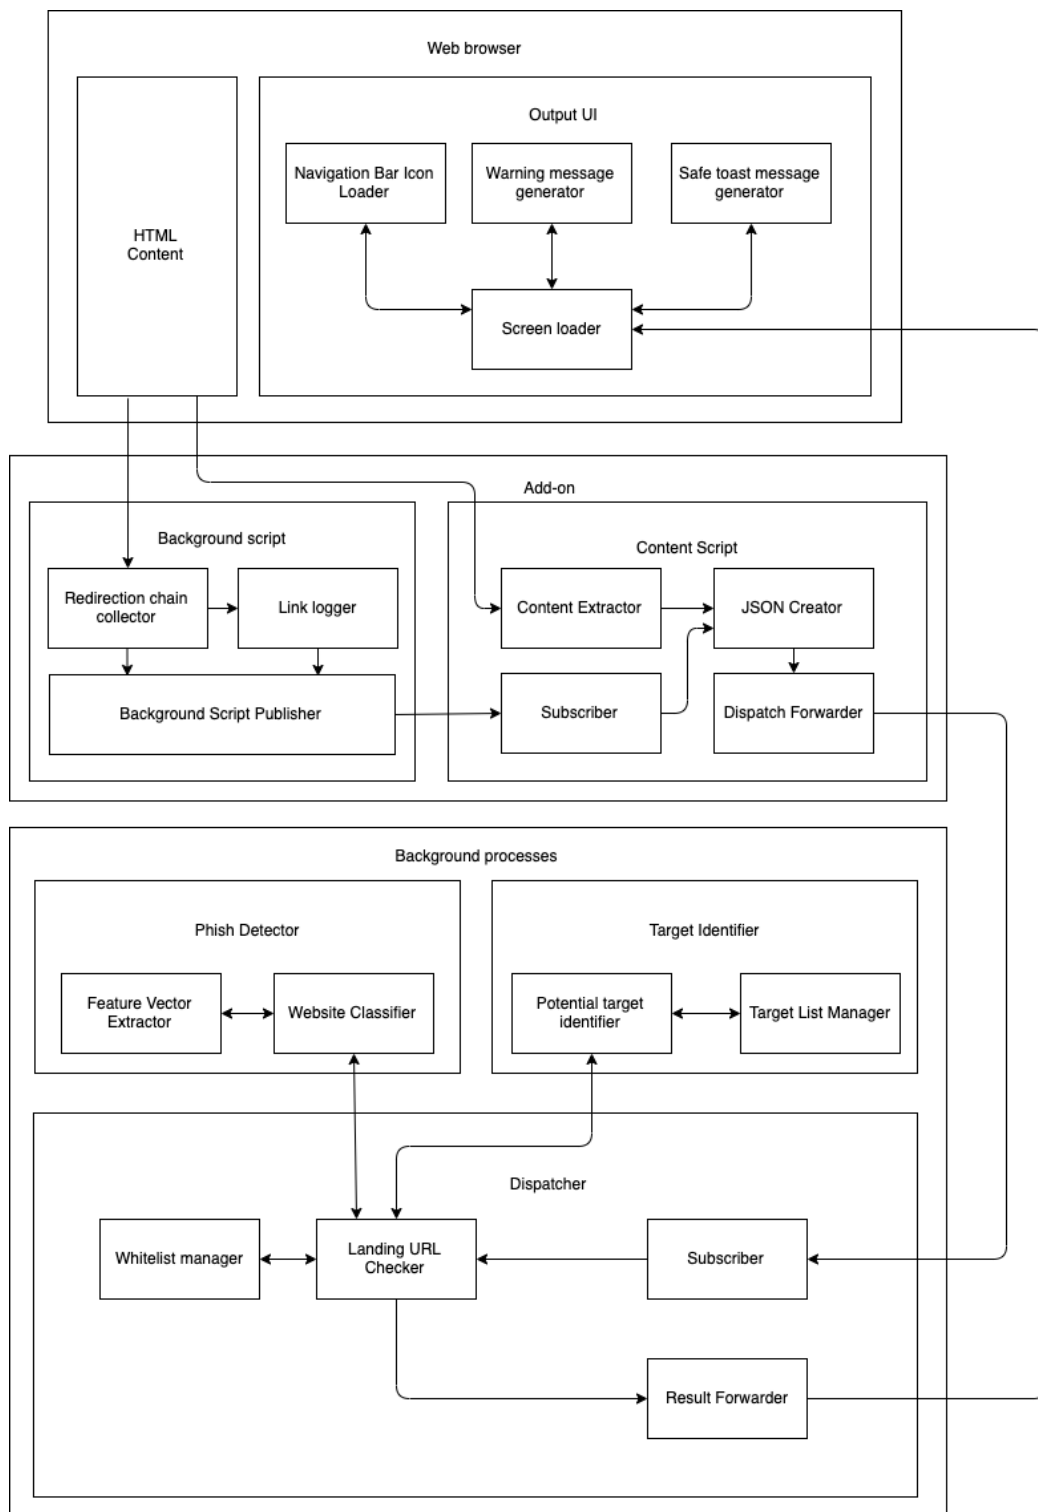 Web browser
Output UI
Navigation Bar Icon
Loader
Warning message
generator
Safe toast message
generator
HTML
Content
Screen loader
Add-on
Background script
Content Script
Redirection chain
collector
Link logger
Content Extractor
JSON Creator
Background Script Publisher
Subscriber
Dispatch Forwarder
Background processes
Phish Detector
Target Identifier
Feature Vector
Extractor
Website Classifier
Potential target
identifier
Target List Manager
Dispatcher
Whitelist manager
Landing URL
Checker
Subscriber
Result Forwarder